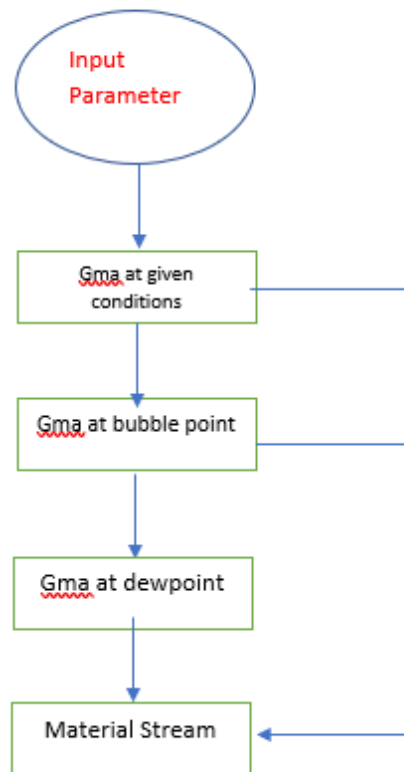 Input
Parameter
Gma at given
conditions
Gma at bubble point
Gma at dewpoint
Material Stream